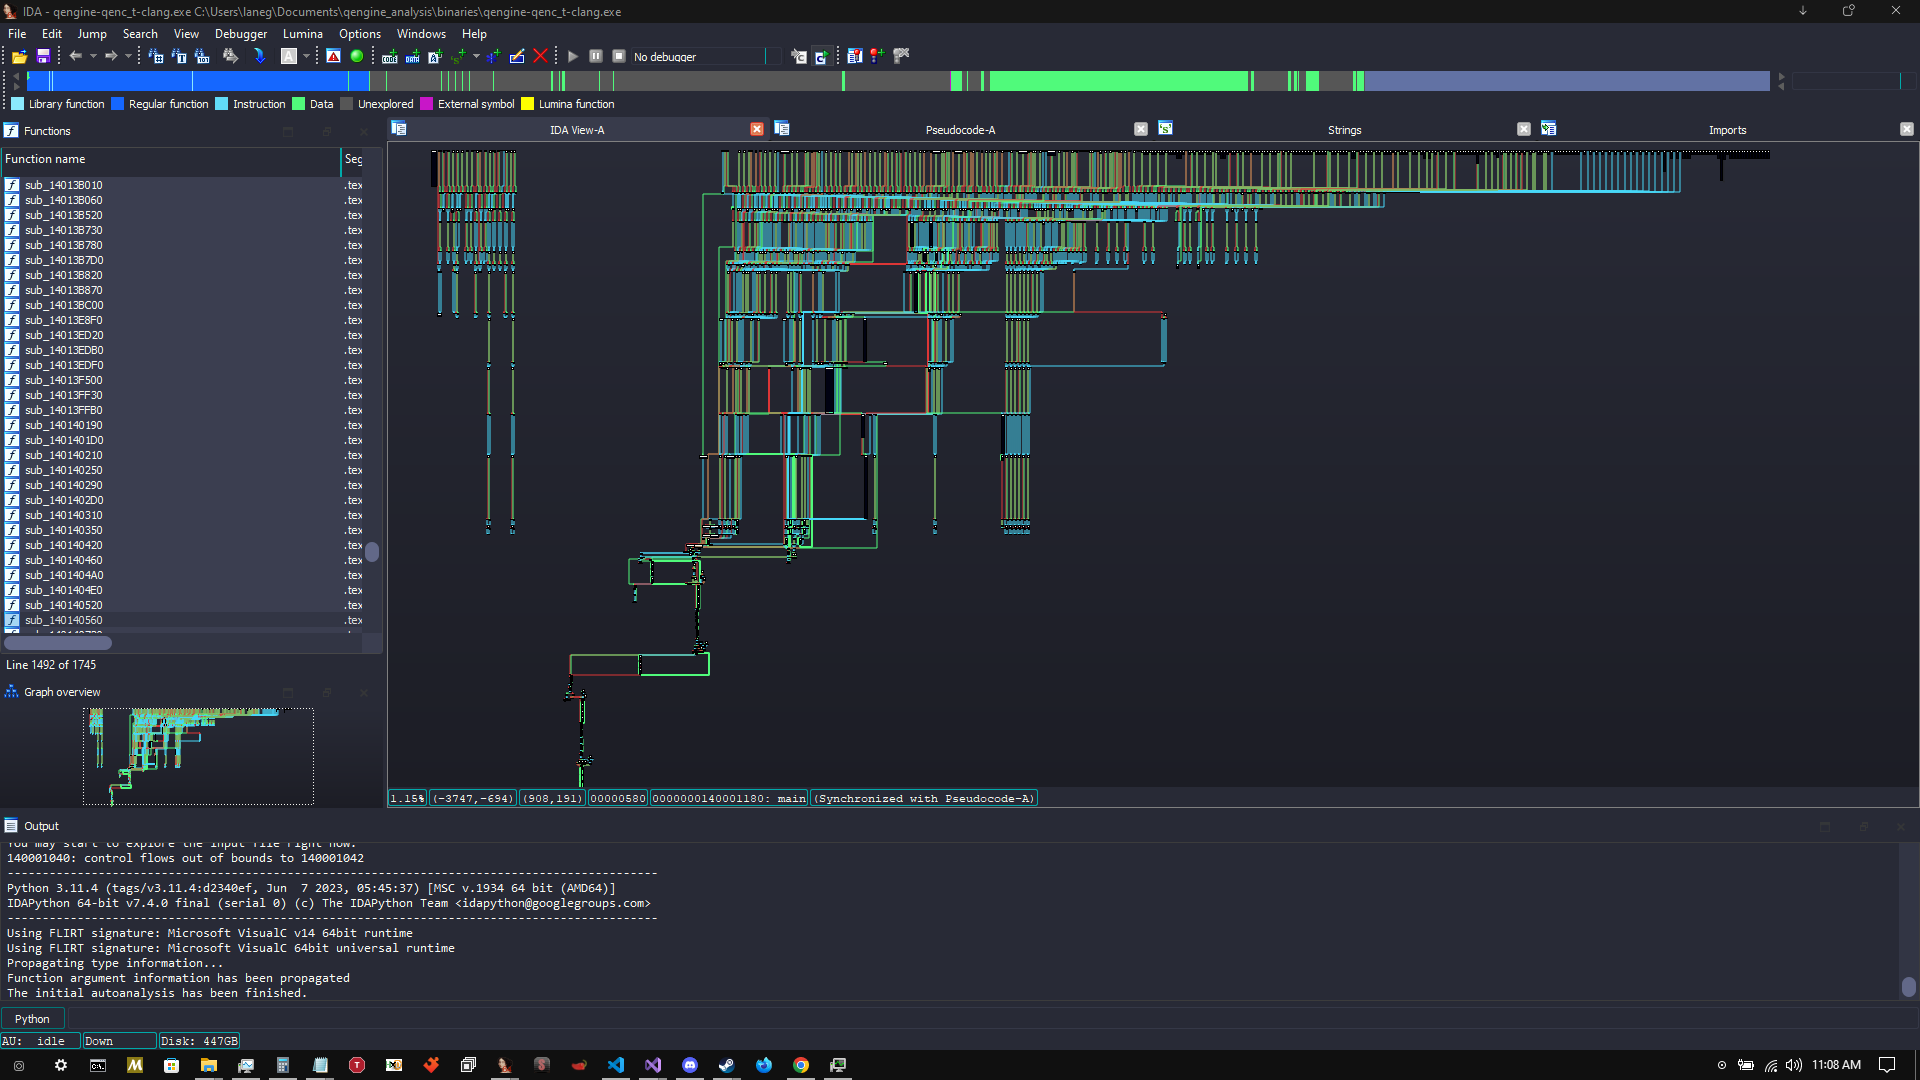 IDA - qengine-qenc_t-clang.exe C:\Users\laneg\Documents\qengine_analysis\binaries\qengine-qenc_t-clang.exe
File Edit Jump Search View Debugger Lumina Options Windows Help
No debugger
Library function Regular function Instruction Data Unexplored External symbol Lumina function
Functions
IDA View-A Pseudocode-A Strings Imports
Function name Seg
sub_14013B010 .tex
sub_14013B060 .tex
sub_14013B520 .tex
sub_14013B730 .tex
sub_14013B780 .tex
sub_14013B7D0 .tex
sub_14013B820 .tex
sub_14013B870 .tex
sub_14013BC00 .tex
sub_14013E8F0 .tex
sub_14013ED20 .tex
sub_14013EDB0 .tex
sub_14013EDF0 .tex
sub_14013F500 .tex
sub_14013FF30 .tex
sub_14013FFB0 .tex
sub_140140190 .tex
sub_1401401D0 .tex
sub_140140210 .tex
sub_140140250 .tex
sub_140140290 .tex
sub_1401402D0 .tex
sub_140140310 .tex
sub_140140350 .tex
sub_140140420 .tex
sub_140140460 .tex
sub_1401404A0 .tex
sub_1401404E0 .tex
sub_140140520 .tex
sub_140140560 .tex
Line 1492 of 1745
Graph overview
1.15% (-3747,-694) (908,191) 00000580 0000000140001180: main (Synchronized with Pseudocode-A)
Output
You may start to explore the input file right now.
140001040: control flows out of bounds to 140001042
Python 3.11.4 (tags/v3.11.4:d2340ef, Jun  7 2023, 05:45:37) [MSC v.1934 64 bit (AMD64)]
IDAPython 64-bit v7.4.0 final (serial 0) (c) The IDAPython Team <idapython@googlegroups.com>
Using FLIRT signature: Microsoft VisualC v14 64bit runtime
Using FLIRT signature: Microsoft VisualC 64bit universal runtime
Propagating type information...
Function argument information has been propagated
The initial autoanalysis has been finished.
Python
AU: idle Down Disk: 447GB
11:08 AM